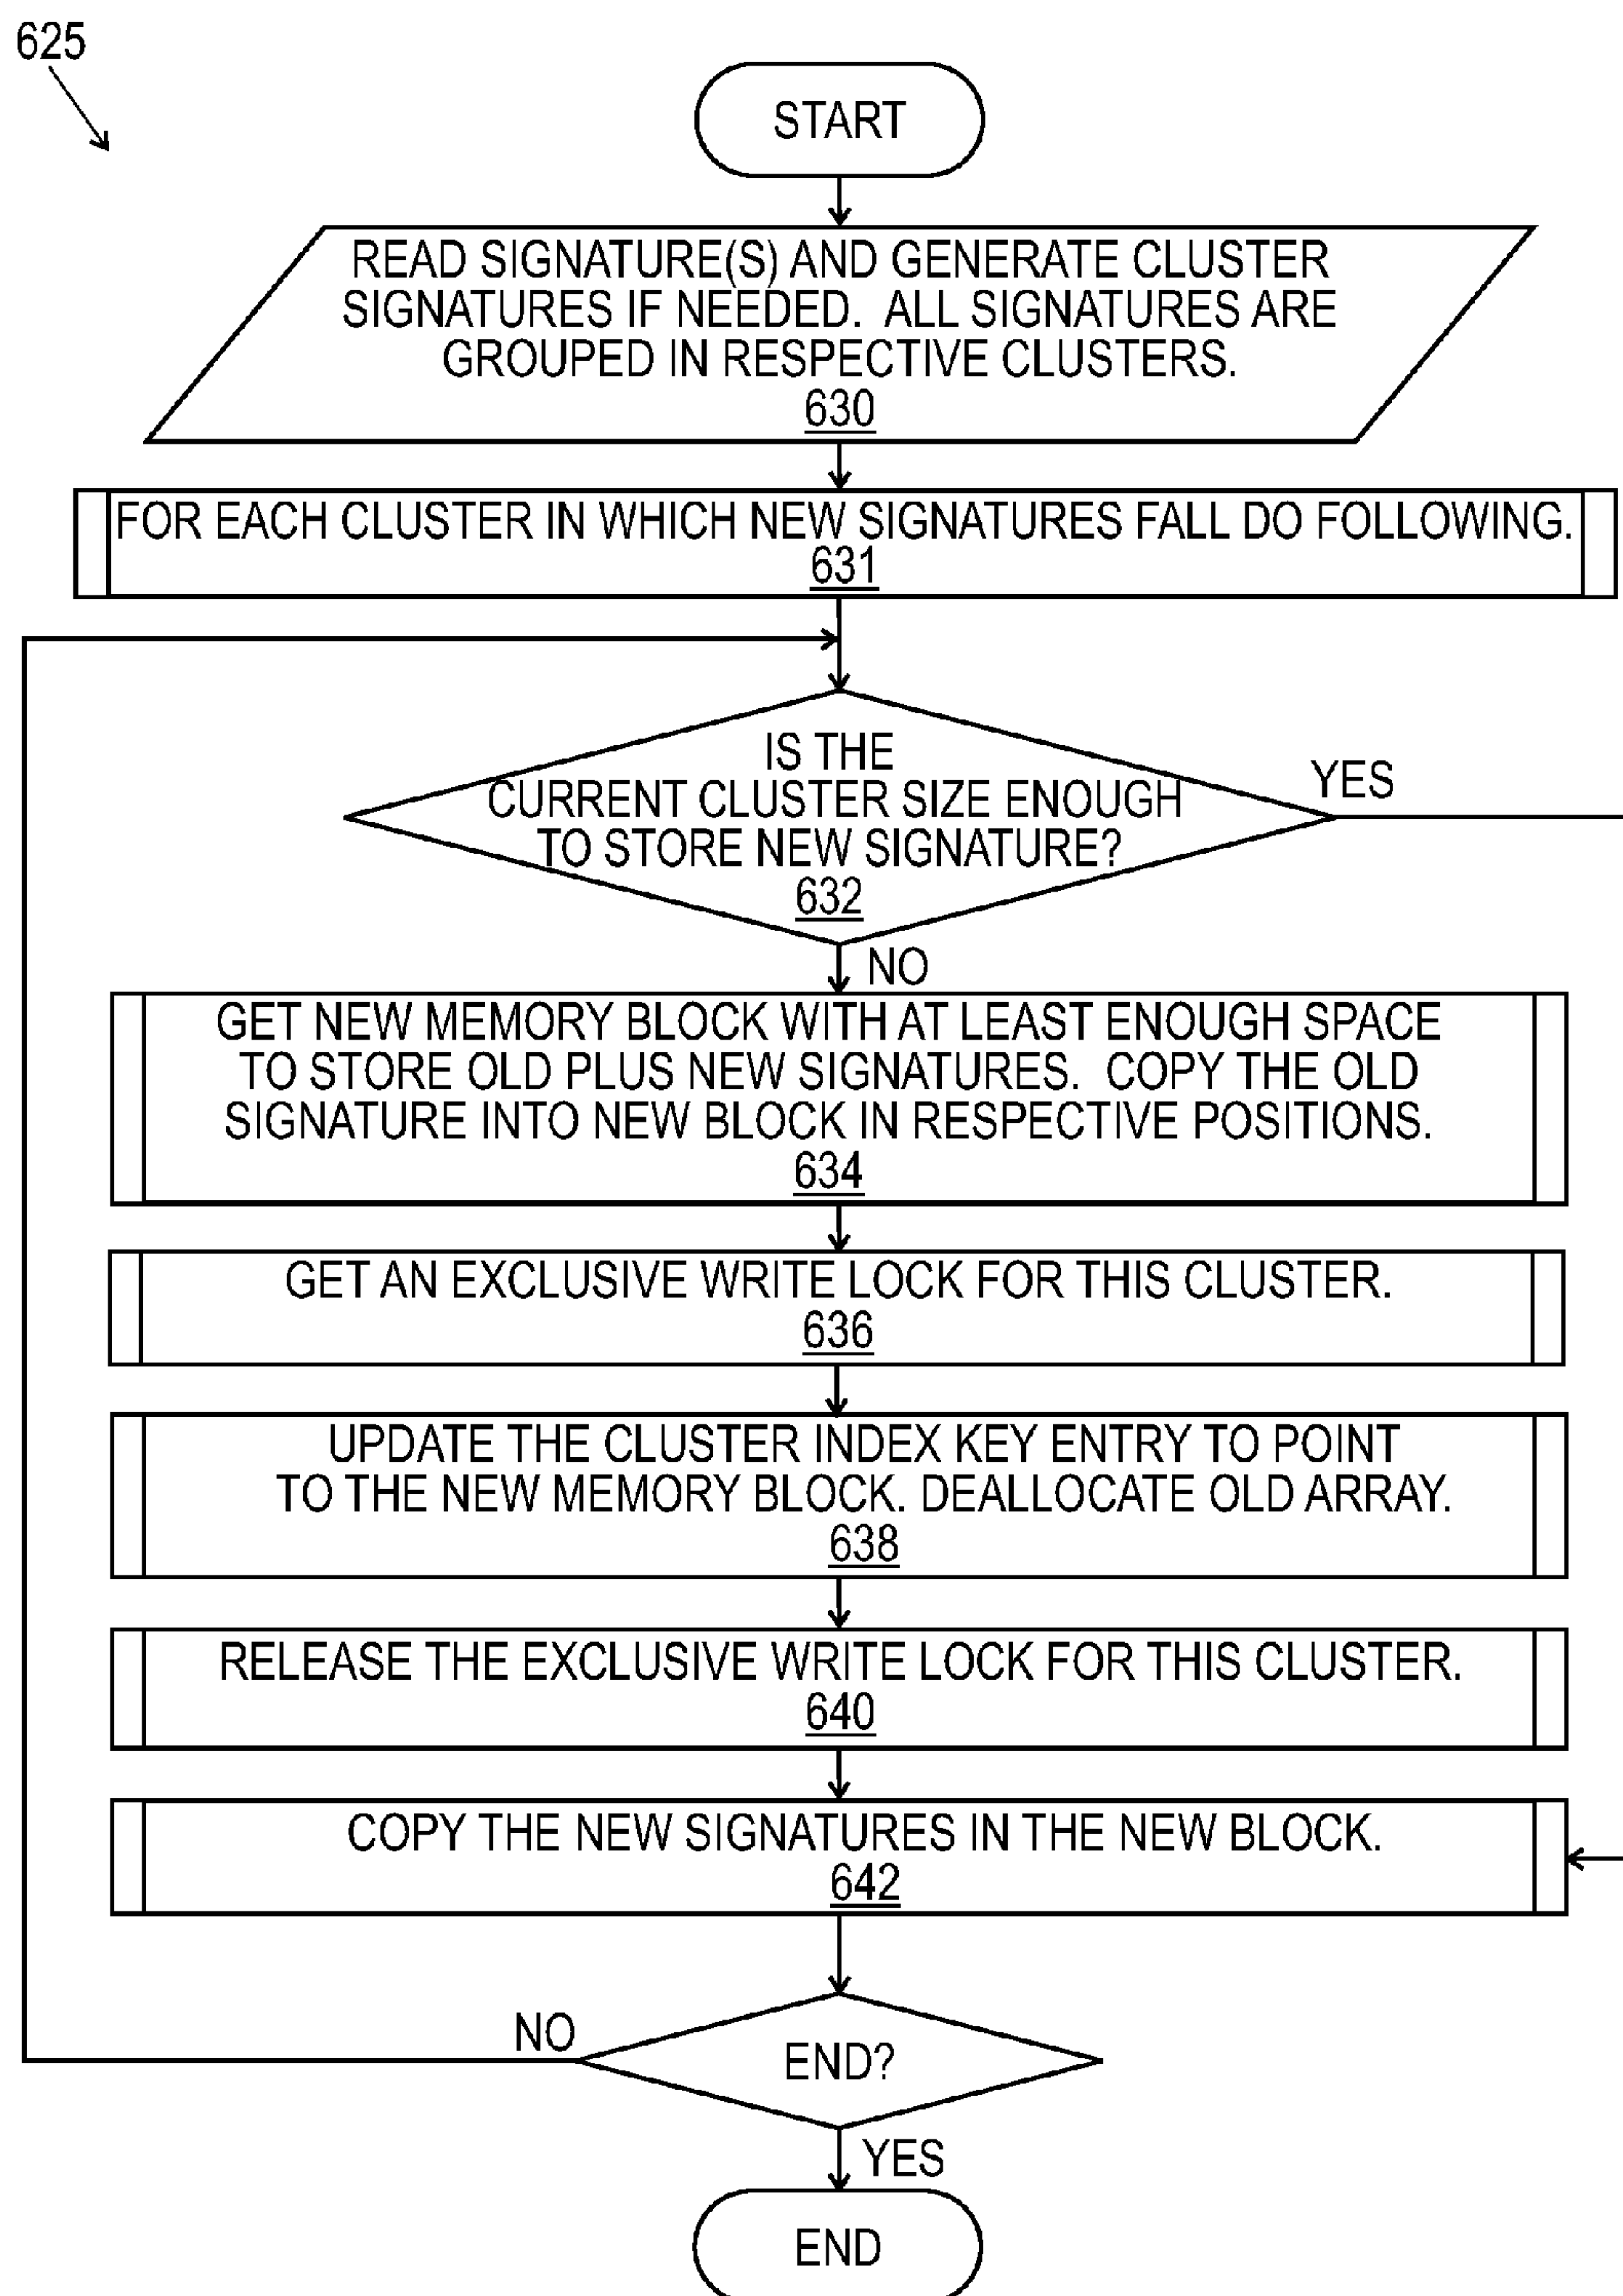 625
START
READ SIGNATURE(S) AND GENERATE CLUSTER
SIGNATURES IF NEEDED. ALL SIGNATURES ARE
GROUPED IN RESPECTIVE CLUSTERS.
630
FOR EACH CLUSTER IN WHICH NEW SIGNATURES FALL DO FOLLOWING.
631
IS THE
CURRENT CLUSTER SIZE ENOUGH
TO STORE NEW SIGNATURE?
632
YES
NO
GET NEW MEMORY BLOCK WITH AT LEAST ENOUGH SPACE
TO STORE OLD PLUS NEW SIGNATURES. COPY THE OLD
SIGNATURE INTO NEW BLOCK IN RESPECTIVE POSITIONS.
634
GET AN EXCLUSIVE WRITE LOCK FOR THIS CLUSTER.
636
UPDATE THE CLUSTER INDEX KEY ENTRY TO POINT
TO THE NEW MEMORY BLOCK. DEALLOCATE OLD ARRAY.
638
RELEASE THE EXCLUSIVE WRITE LOCK FOR THIS CLUSTER.
640
COPY THE NEW SIGNATURES IN THE NEW BLOCK.
642
NO
END?
YES
END